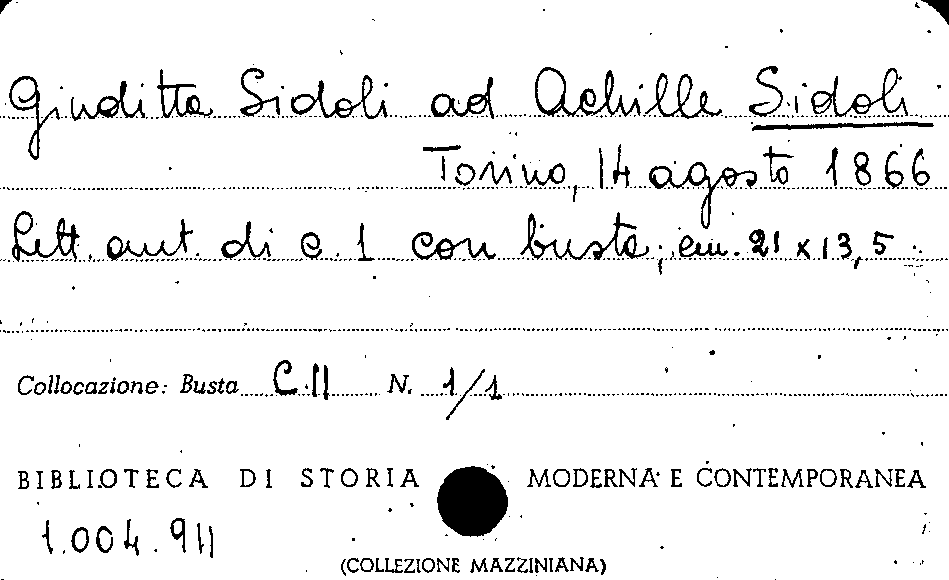 Giuditta Sidoli ad Achille Sidoli
Torino, 14 agosto 1866
Lett. aut. di c. 1 con busta; cm. 21 x 13,5.
Collocazione: Busta C.II N. 1/1
BIBLIOTECA DI STORIA MODERNA E CONTEMPORANEA
1.004.911
(COLLEZIONE MAZZINIANA)